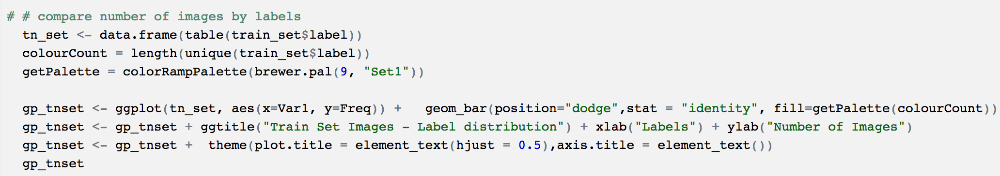 # # compare number of images by labels
tn_set <- data.frame(table(train_set$label))
colourCount = length(unique(train_set$label))
getPalette = colorRampPalette(brewer.pal(9, "Set1"))
gp_tnset <- ggplot(tn_set, aes(x=Var1, y=Freq)) +   geom_bar(position="dodge",stat = "identity", fill=getPalette(colourCount))
gp_tnset <- gp_tnset + ggtitle("Train Set Images - Label distribution") + xlab("Labels") + ylab("Number of Images")
gp_tnset <- gp_tnset +  theme(plot.title = element_text(hjust = 0.5),axis.title = element_text())
gp_tnset